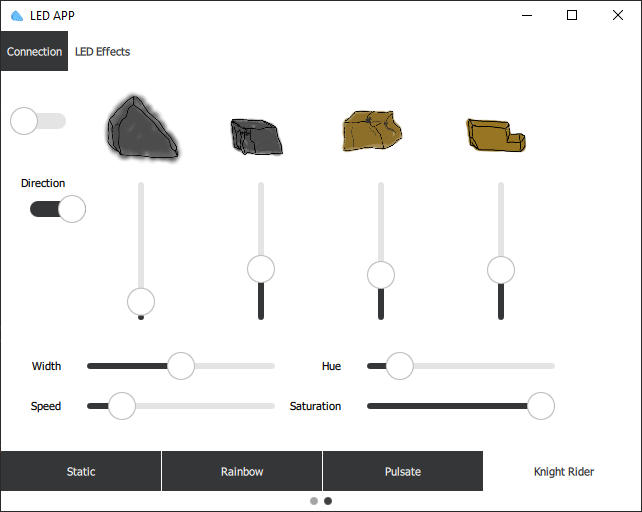 LED APP
Connection LED Effects
Direction
Width Hue
Speed Saturation
Static Rainbow Pulsate Knight Rider